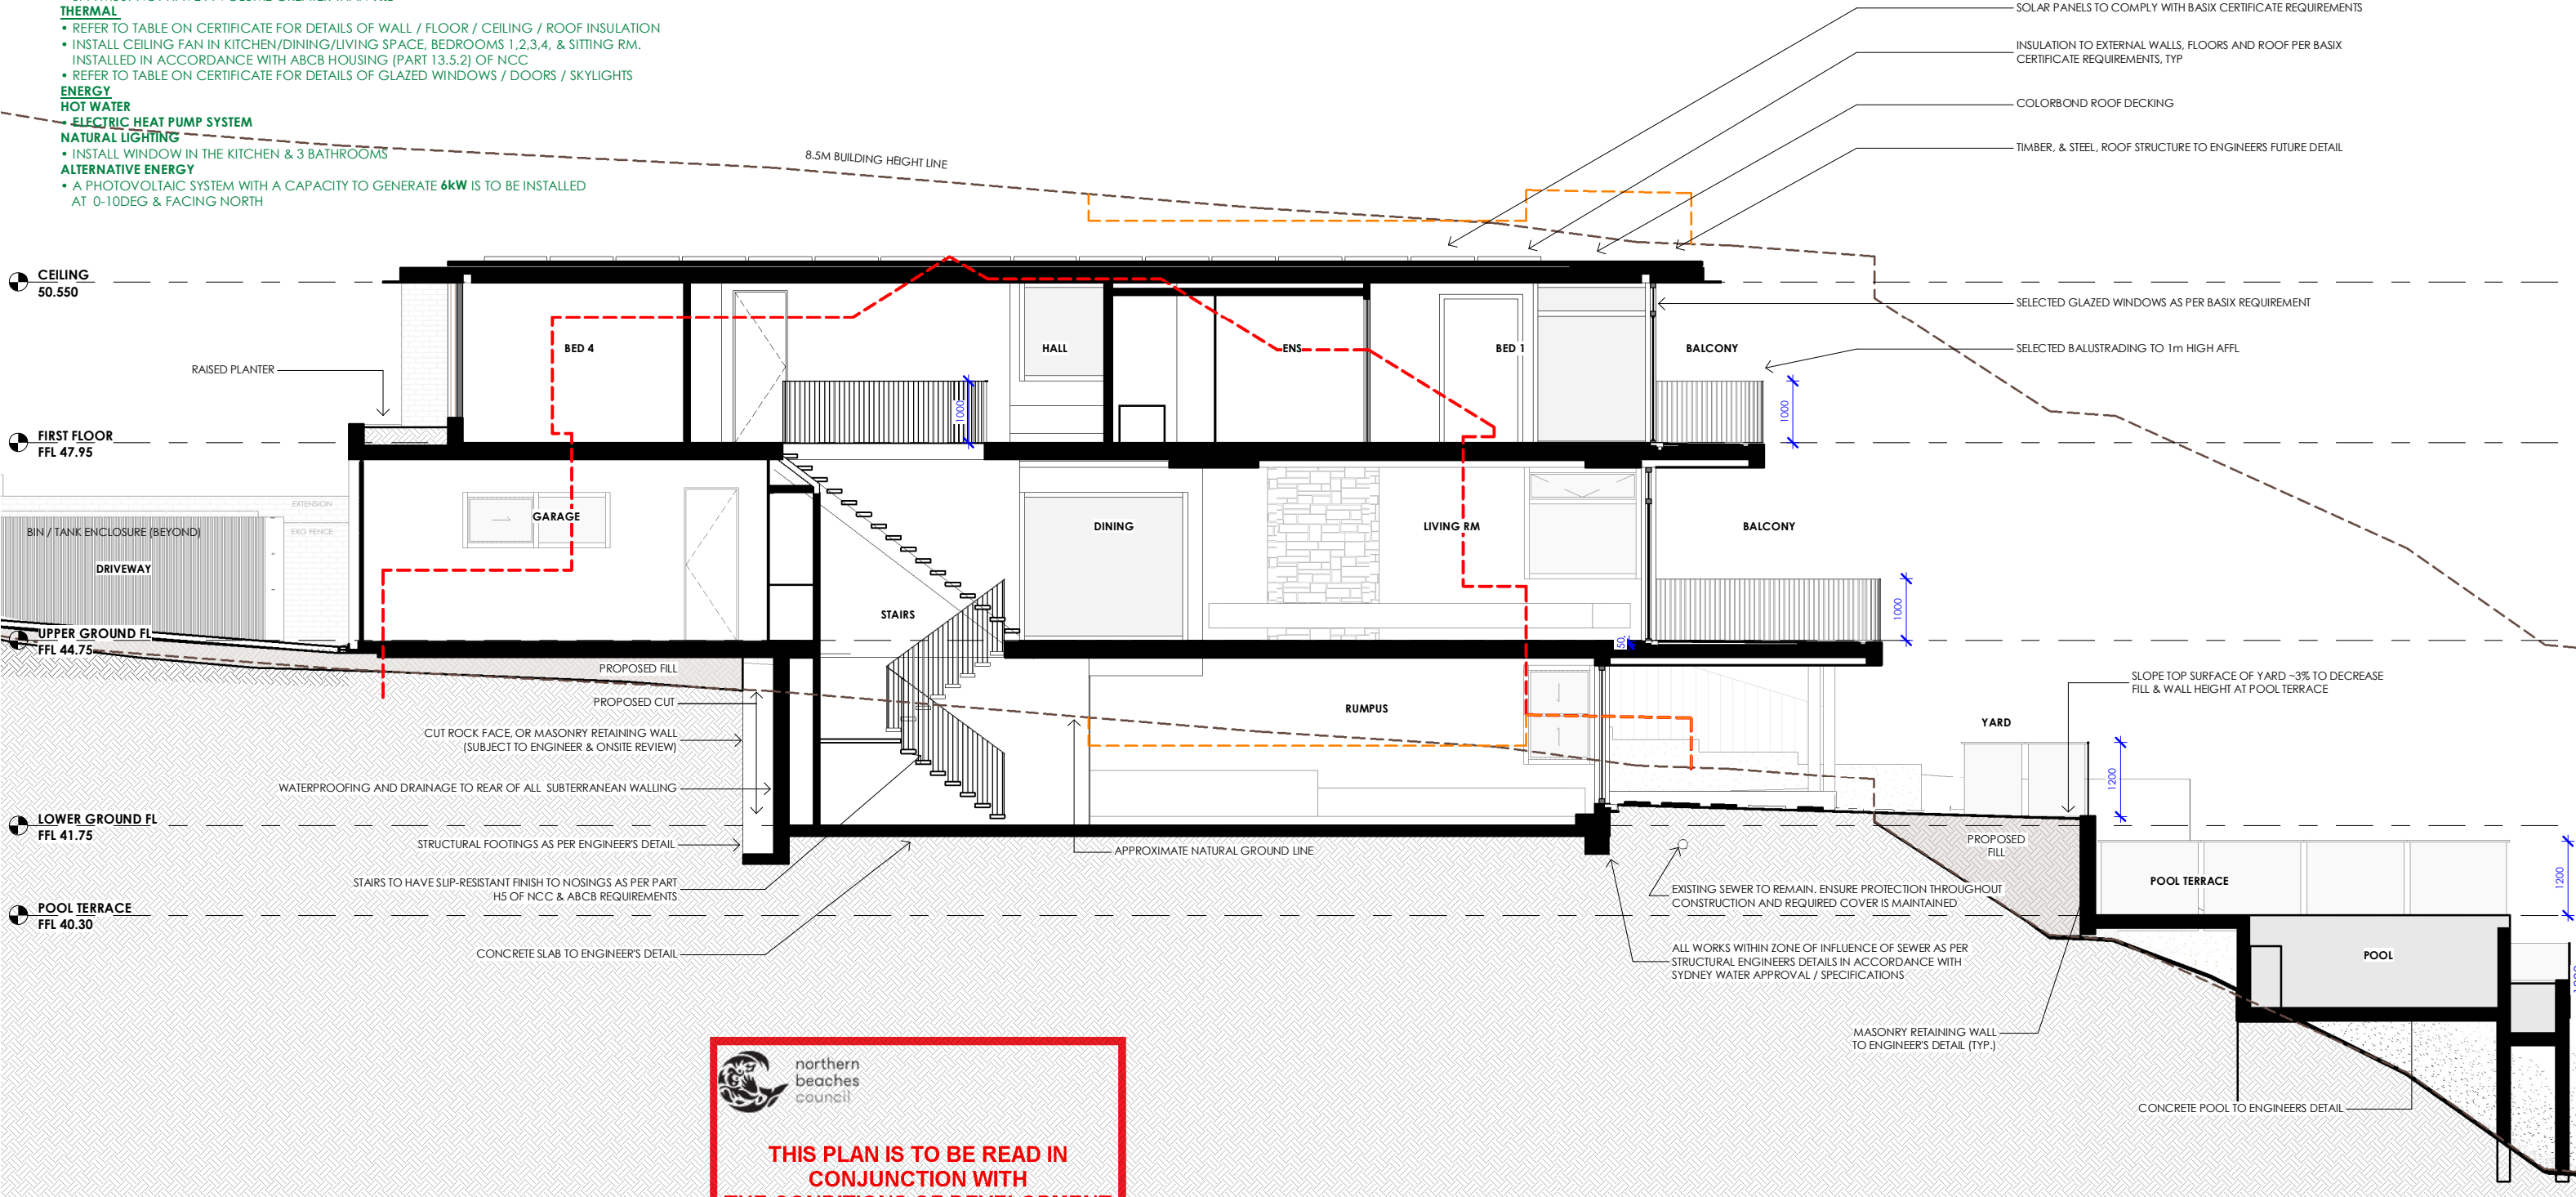 THERMAL
• REFER TO TABLE ON CERTIFICATE FOR DETAILS OF WALL / FLOOR / CEILING / ROOF INSULATION
• INSTALL CEILING FAN IN KITCHEN/DINING/LIVING SPACE, BEDROOMS 1,2,3,4, & SITTING RM.
INSTALLED IN ACCORDANCE WITH ABCB HOUSING (PART 13.5.2) OF NCC
• REFER TO TABLE ON CERTIFICATE FOR DETAILS OF GLAZED WINDOWS / DOORS / SKYLIGHTS
ENERGY
HOT WATER
• ELECTRIC HEAT PUMP SYSTEM
NATURAL LIGHTING
• INSTALL WINDOW IN THE KITCHEN & 3 BATHROOMS
ALTERNATIVE ENERGY
• A PHOTOVOLTAIC SYSTEM WITH A CAPACITY TO GENERATE 6kW IS TO BE INSTALLED
AT 0-10DEG & FACING NORTH
8.5M BUILDING HEIGHT LINE
SOLAR PANELS TO COMPLY WITH BASIX CERTIFICATE REQUIREMENTS
INSULATION TO EXTERNAL WALLS, FLOORS AND ROOF PER BASIX
CERTIFICATE REQUIREMENTS, TYP
COLORBOND ROOF DECKING
TIMBER, & STEEL, ROOF STRUCTURE TO ENGINEERS FUTURE DETAIL
CEILING
50.550
SELECTED GLAZED WINDOWS AS PER BASIX REQUIREMENT
BED 4
HALL
ENS
BED 1
BALCONY
SELECTED BALUSTRADING TO 1m HIGH AFFL
RAISED PLANTER
1000
1000
FIRST FLOOR
FFL 47.95
EXTENSION
EXG FENCE
BIN / TANK ENCLOSURE (BEYOND)
DRIVEWAY
GARAGE
DINING
LIVING RM
BALCONY
STAIRS
1000
UPPER GROUND FL
FFL 44.75
50
PROPOSED FILL
PROPOSED CUT
CUT ROCK FACE, OR MASONRY RETAINING WALL
(SUBJECT TO ENGINEER & ONSITE REVIEW)
RUMPUS
SLOPE TOP SURFACE OF YARD ~3% TO DECREASE
FILL & WALL HEIGHT AT POOL TERRACE
YARD
1200
WATERPROOFING AND DRAINAGE TO REAR OF ALL SUBTERRANEAN WALLING
LOWER GROUND FL
FFL 41.75
STRUCTURAL FOOTINGS AS PER ENGINEER'S DETAIL
APPROXIMATE NATURAL GROUND LINE
PROPOSED
FILL
STAIRS TO HAVE SLIP-RESISTANT FINISH TO NOSINGS AS PER PART
H5 OF NCC & ABCB REQUIREMENTS
EXISTING SEWER TO REMAIN. ENSURE PROTECTION THROUGHOUT
CONSTRUCTION AND REQUIRED COVER IS MAINTAINED
POOL TERRACE
1200
POOL TERRACE
FFL 40.30
CONCRETE SLAB TO ENGINEER'S DETAIL
ALL WORKS WITHIN ZONE OF INFLUENCE OF SEWER AS PER
STRUCTURAL ENGINEERS DETAILS IN ACCORDANCE WITH
SYDNEY WATER APPROVAL / SPECIFICATIONS
POOL
MASONRY RETAINING WALL
TO ENGINEER'S DETAIL (TYP.)
CONCRETE POOL TO ENGINEERS DETAIL
northern
beaches
council
THIS PLAN IS TO BE READ IN
CONJUNCTION WITH